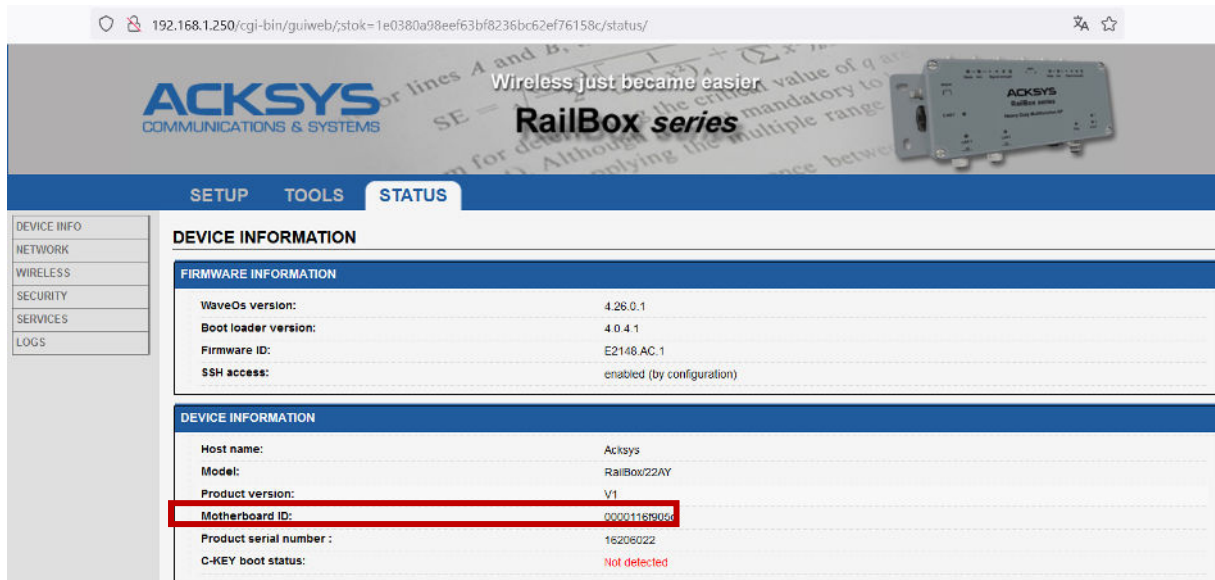 192.168.1.250/cgi-bin/guiweb/;stok=1e0380a98eef63bf8236bc62ef76158c/status/
ACKSYS
COMMUNICATIONS & SYSTEMS
Wireless just became easier
RailBox series
ACKSYS
RailBox series
SETUP TOOLS STATUS
DEVICE INFO
NETWORK
WIRELESS
SECURITY
SERVICES
LOGS
DEVICE INFORMATION
FIRMWARE INFORMATION
WaveOs version: 4.26.0.1
Boot loader version: 4.0.4.1
Firmware ID: E2148.AC.1
SSH access: enabled (by configuration)
DEVICE INFORMATION
Host name: Acksys
Model: RailBox/22AY
Product version: V1
Motherboard ID:
Product serial number : 16206022
C-KEY boot status: Not detected